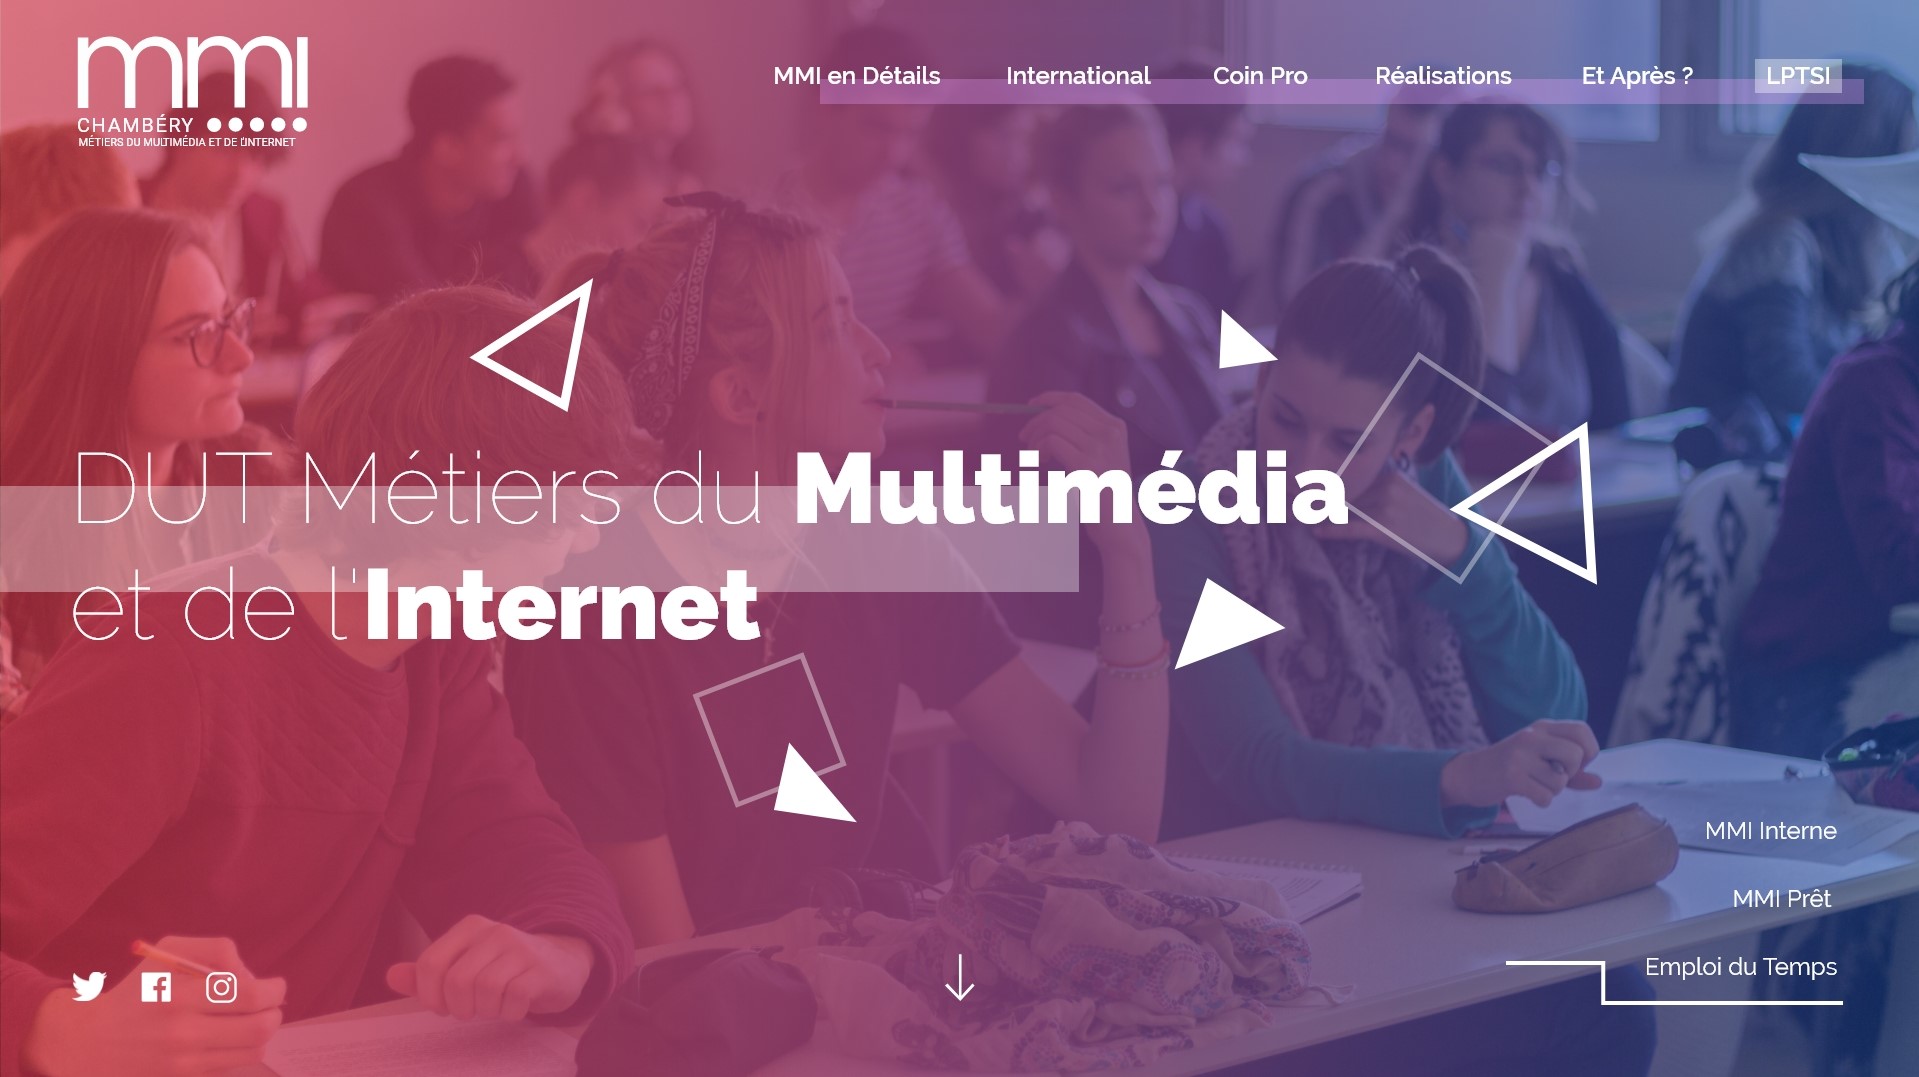 mmi
CHAMBÉRY
MÉTIERS DU MULTIMÉDIA ET DE L'INTERNET
MMI en Détails
International
Coin Pro
Réalisations
Et Après ?
LPTSI
DUT Métiers du Multimédia
et de l'Internet
MMI Interne
MMI Prêt
Emploi du Temps